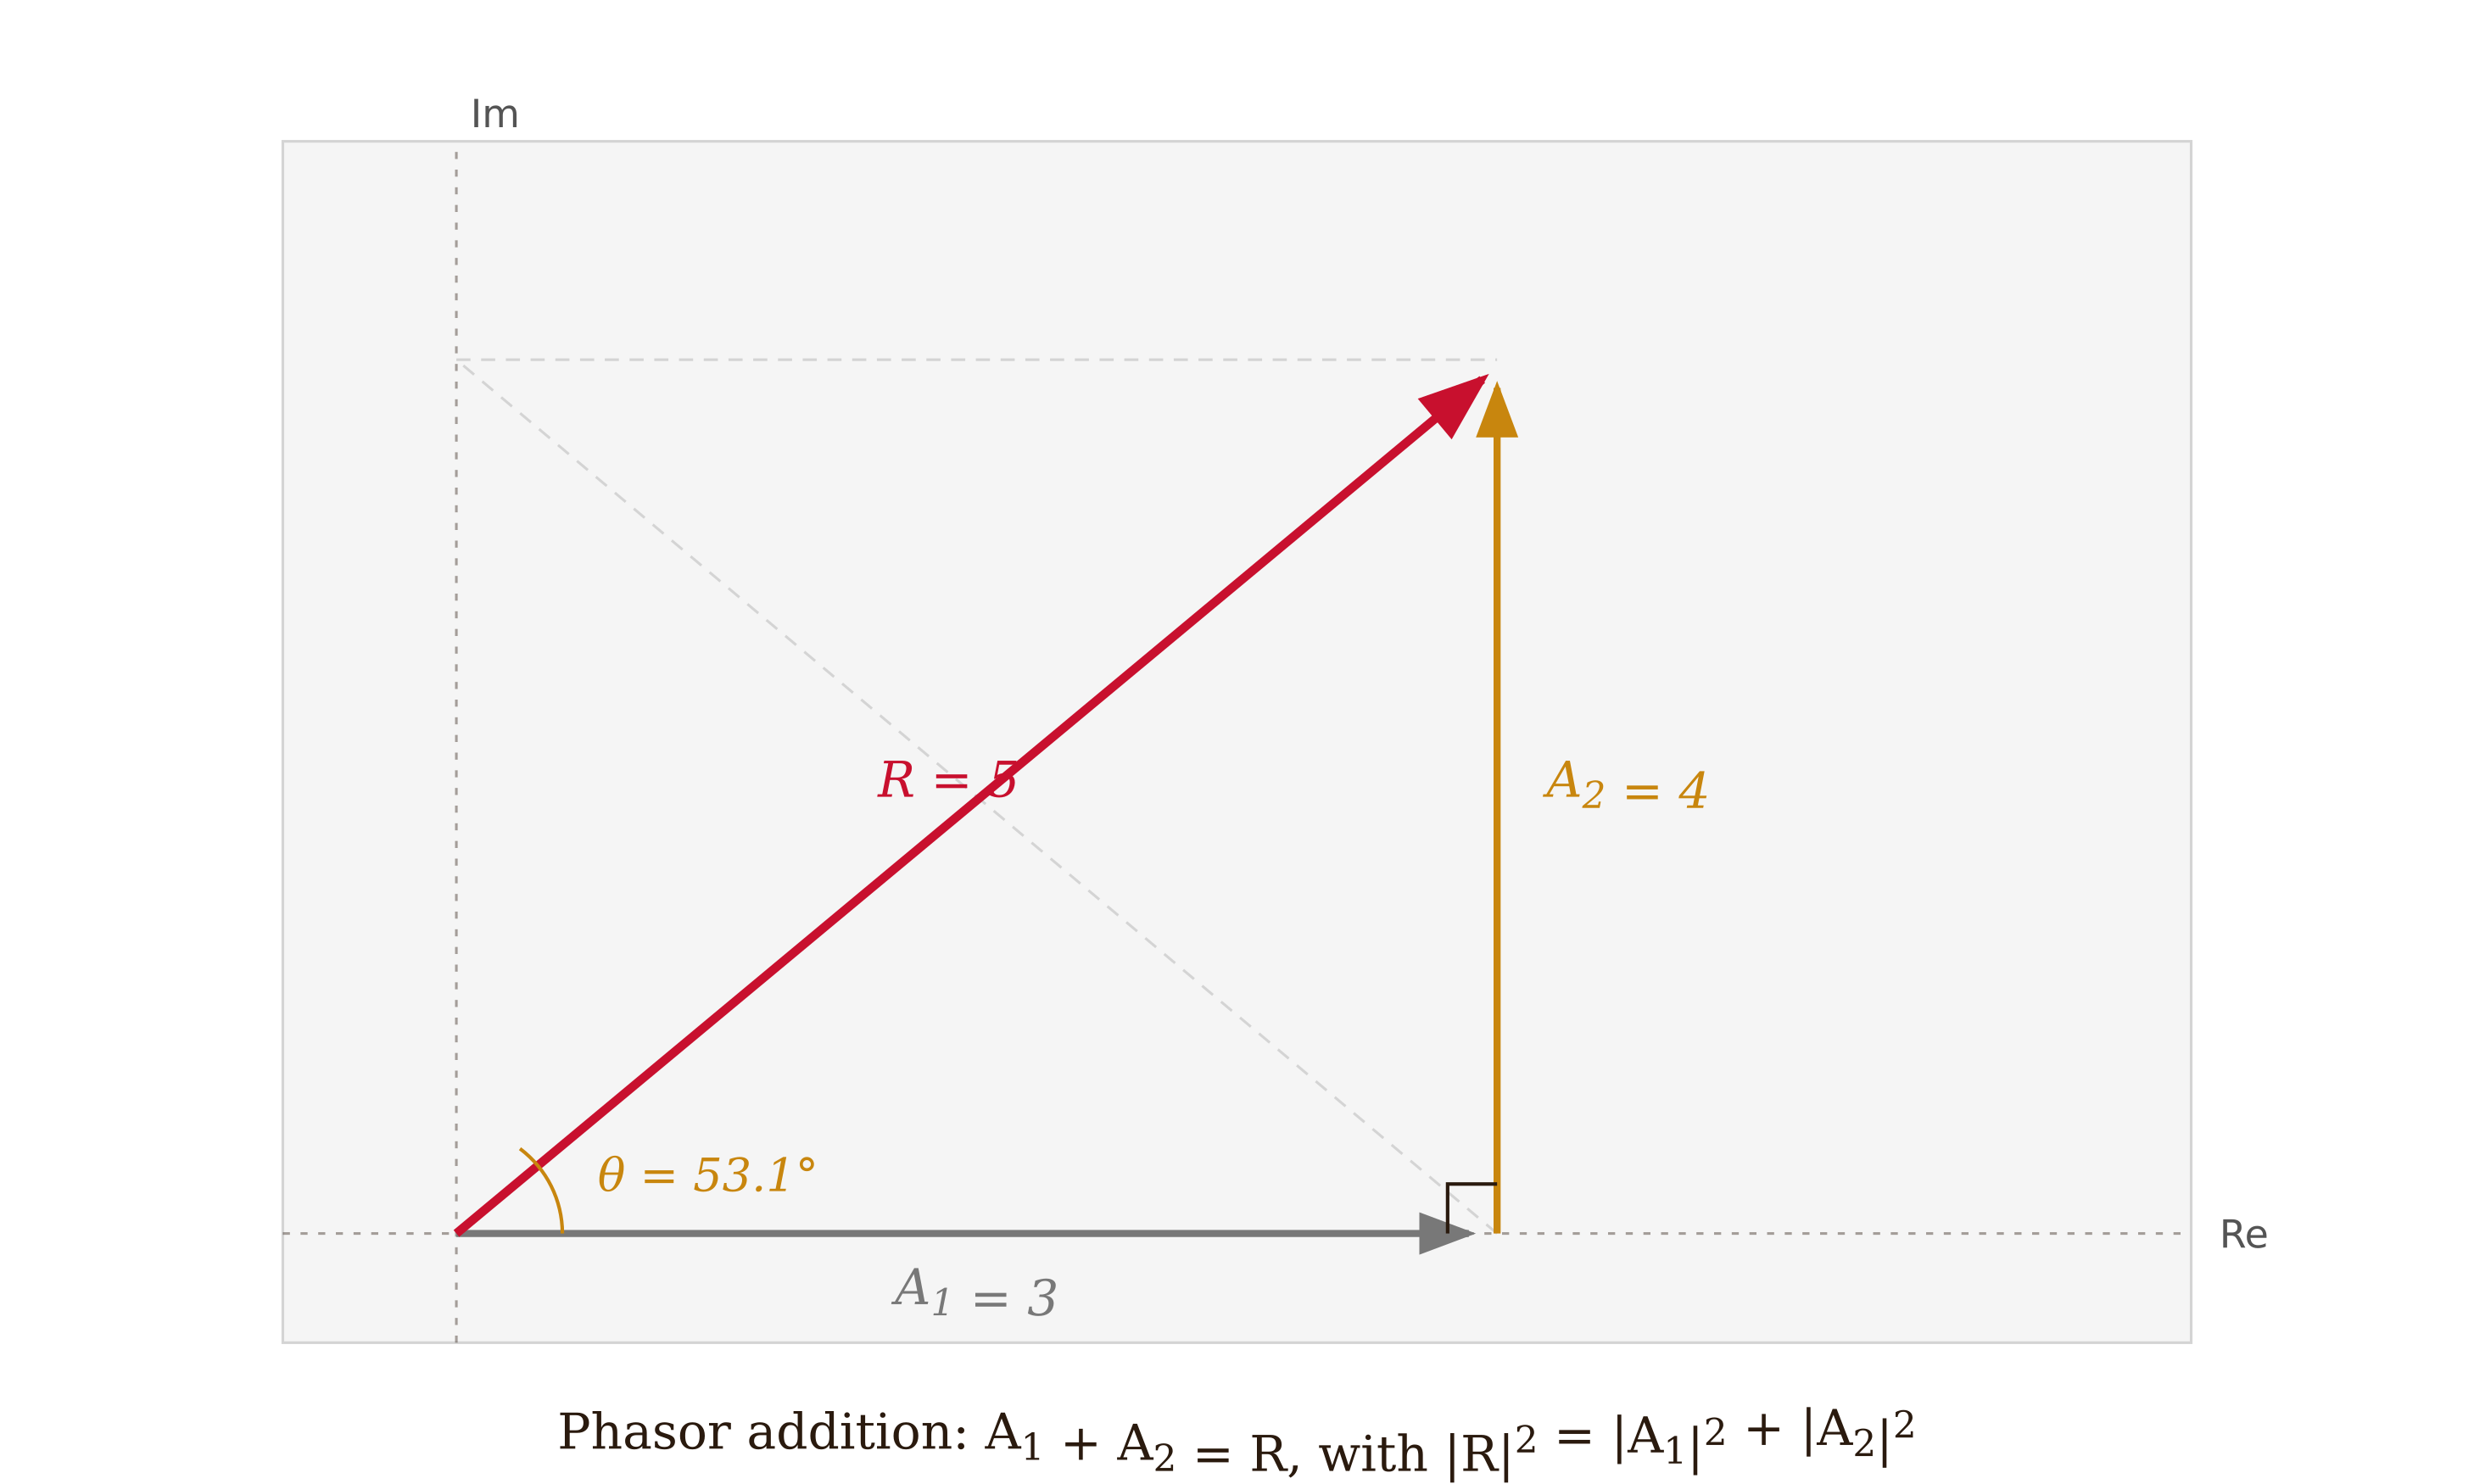 Im
R = 5
A₂ = 4
θ = 53.1°
Re
A₁ = 3
Phasor addition: A₁ + A₂ = R, with |R|² = |A₁|² + |A₂|²